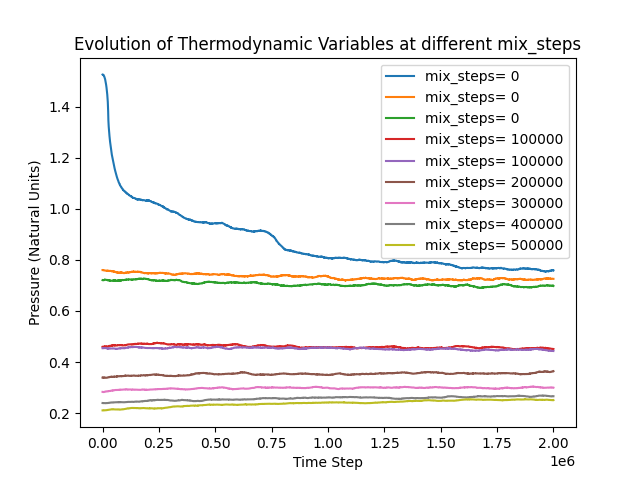 Evolution of Thermodynamic Variables at different mix_steps
Pressure (Natural Units)
1.4
1.2
1.0
0.8
0.6
0.4
0.2
mix_steps= 0
mix_steps= 0
mix_steps= 0
mix_steps= 100000
mix_steps= 100000
mix_steps= 200000
mix_steps= 300000
mix_steps= 400000
mix_steps= 500000
0.00 0.25 0.50 0.75 1.00 1.25 1.50 1.75 2.00
Time Step
1e6